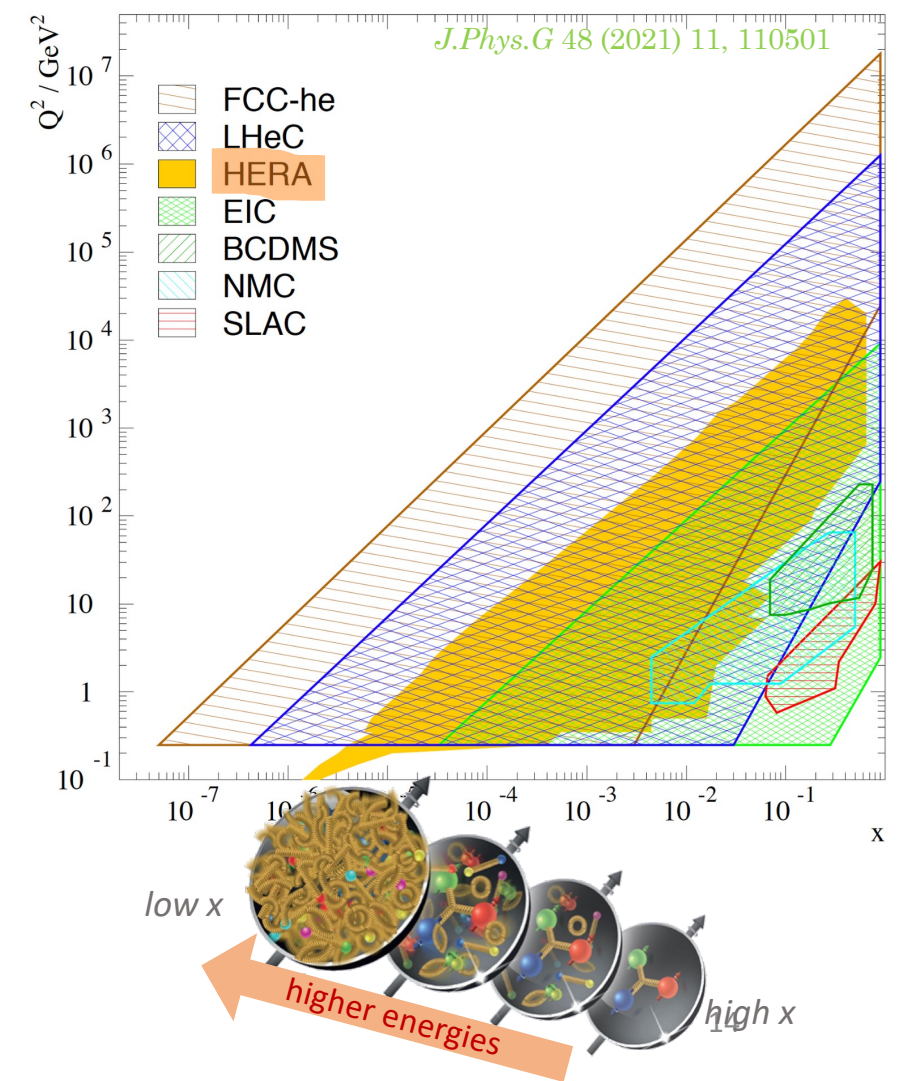 J.Phys.G 48 (2021) 11, 110501
Q² / GeV²
10⁷
10⁶
10⁵
10⁴
10³
10²
10
1
10⁻¹
FCC-he
LHeC
HERA
EIC
BCDMS
NMC
SLAC
10⁻⁷ 10⁻⁴ 10⁻³ 10⁻² 10⁻¹
x
low x
higher energies
high x
14